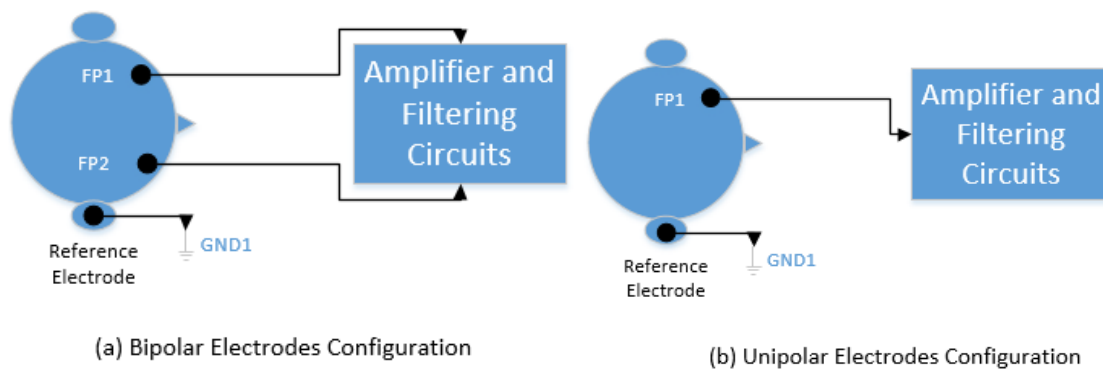 FP1
FP2
Amplifier and
Filtering
Circuits
GND1
Reference
Electrode
(a) Bipolar Electrodes Configuration
FP1
Amplifier and
Filtering
Circuits
GND1
Reference
Electrode
(b) Unipolar Electrodes Configuration